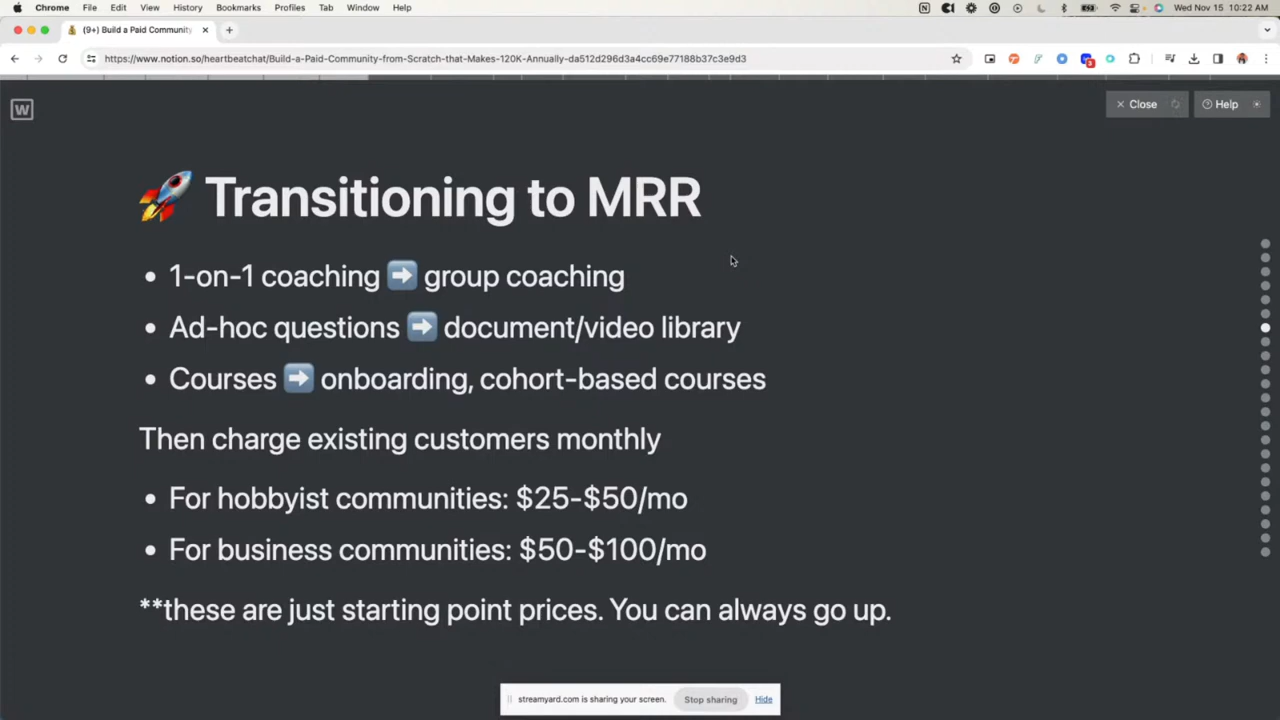 Chrome File Edit View History Bookmarks Profiles Tab Window Help Wed Nov 15 10:22 AM
(9+) Build a Paid Community
https://www.notion.so/heartbeatchat/Build-a-Paid-Community-from-Scratch-that-Makes-120K-Annually-da512d296d3a4cc69e77188b37c3e9d3
W
Close Help
🚀 Transitioning to MRR
• 1-on-1 coaching ➡️ group coaching
• Ad-hoc questions ➡️ document/video library
• Courses ➡️ onboarding, cohort-based courses
Then charge existing customers monthly
• For hobbyist communities: $25-$50/mo
• For business communities: $50-$100/mo
**these are just starting point prices. You can always go up.
streamyard.com is sharing your screen. Stop sharing Hide